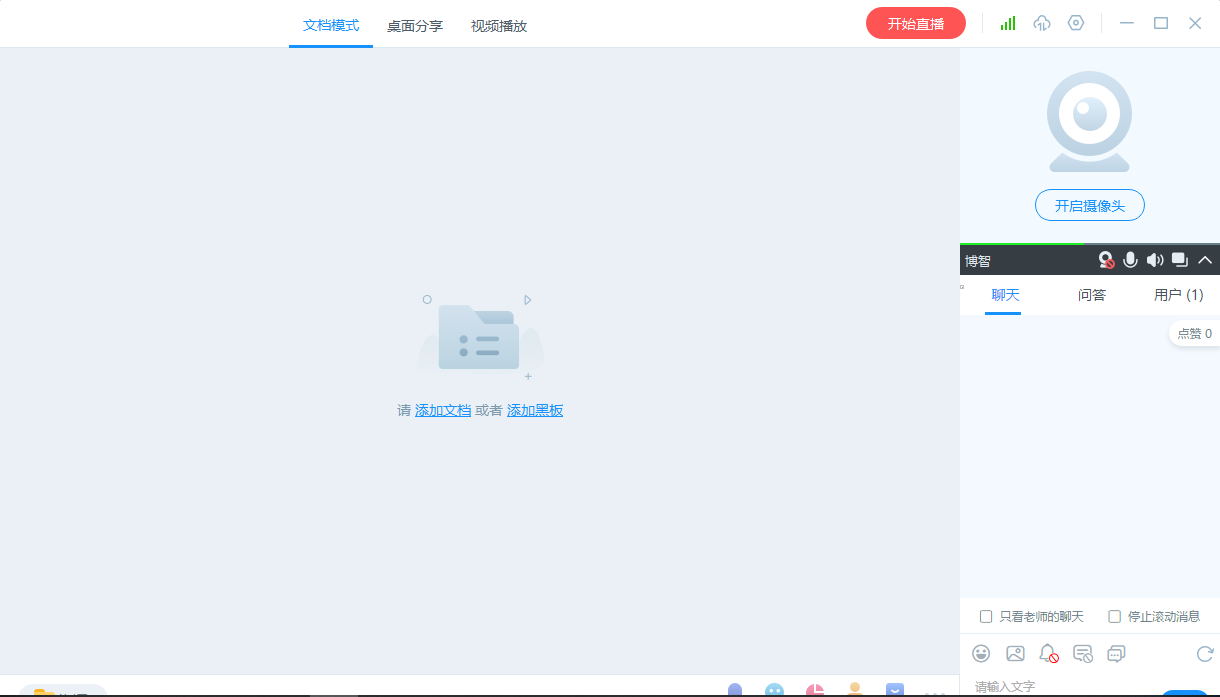 文档模式 桌面分享 视频播放 开始直播
开启摄像头
博智
聊天 问答 用户 (1)
点赞 0
请 添加文档 或者 添加黑板
只看老师的聊天 停止滚动消息
请输入文字